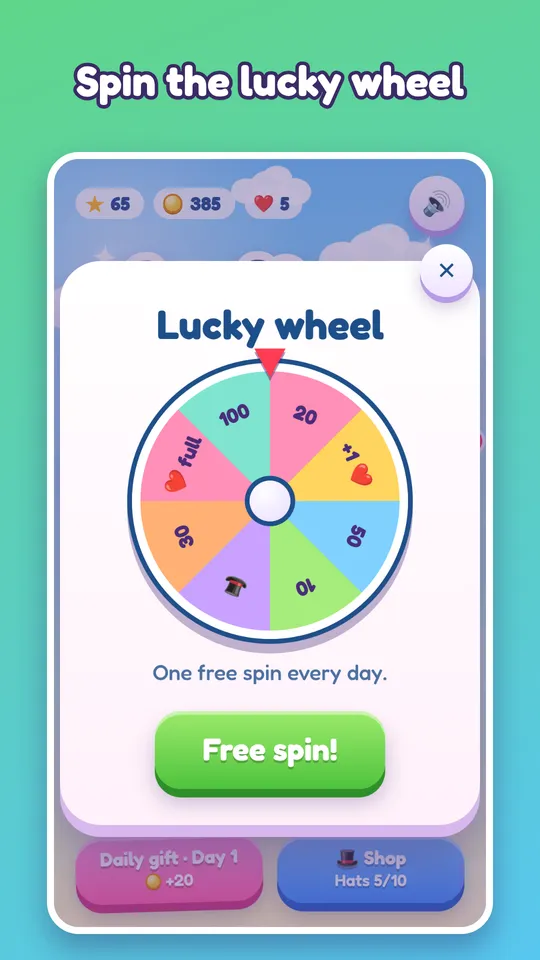 Spin the lucky wheel
65 385 5
Lucky wheel
100 20
full +1
30 50
10
One free spin every day.
Free spin!
Daily gift · Day 1
+20
Shop
Hats 5/10